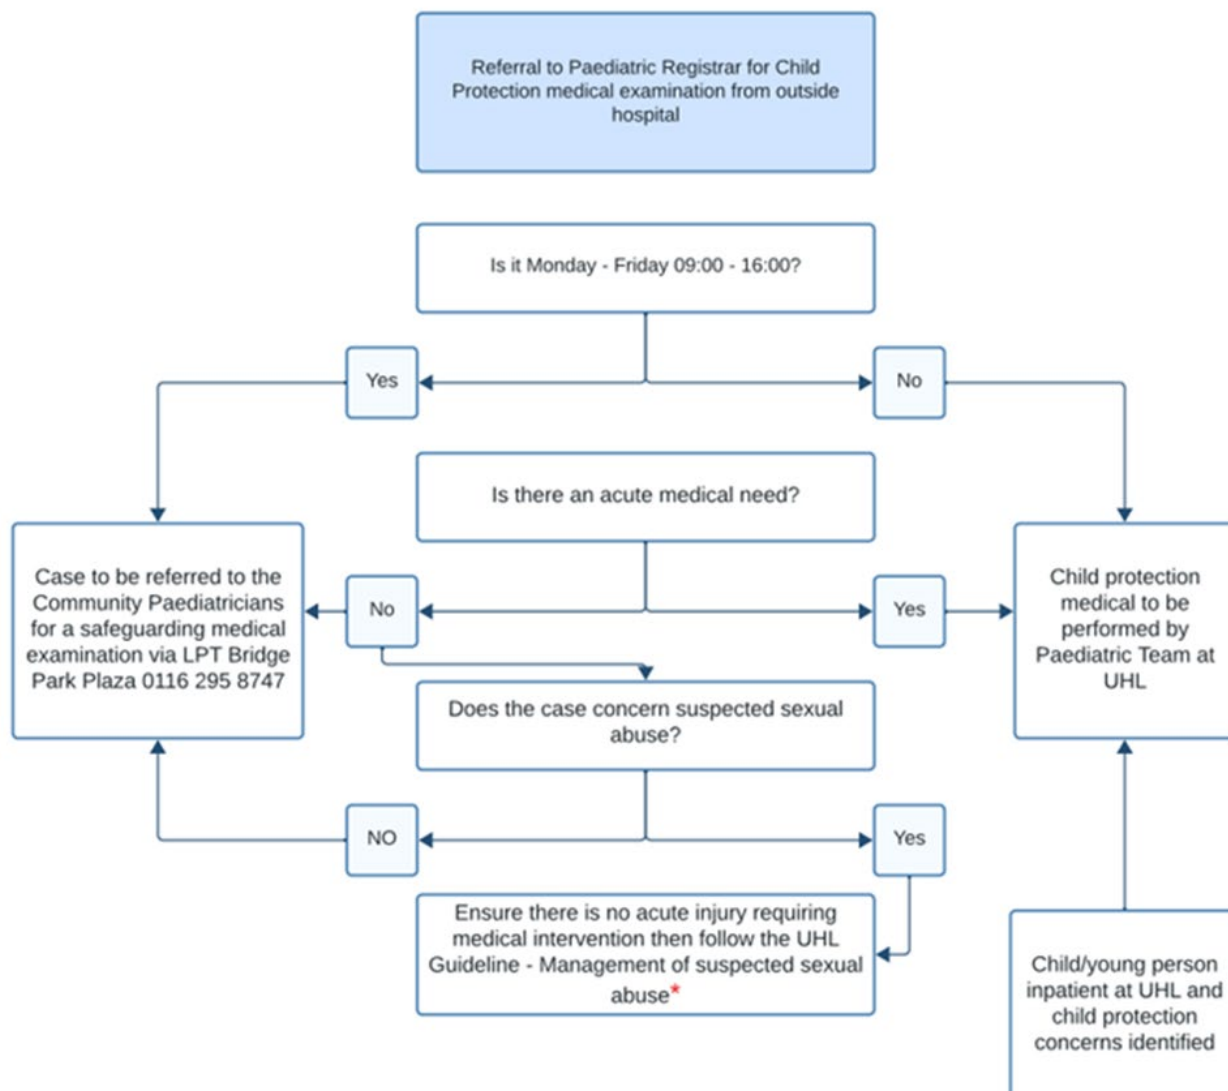 Referral to Paediatric Registrar for Child
Protection medical examination from outside
hospital
Is it Monday - Friday 09:00 - 16:00?
Yes
No
Is there an acute medical need?
Case to be referred to the
Community Paediatricians
for a safeguarding medical
examination via LPT Bridge
Park Plaza 0116 295 8747
No
Yes
Child protection
medical to be
performed by
Paediatric Team at
UHL
Does the case concern suspected sexual
abuse?
NO
Yes
Ensure there is no acute injury requiring
medical intervention then follow the UHL
Guideline - Management of suspected sexual
abuse*
Child/young person
inpatient at UHL and
child protection
concerns identified